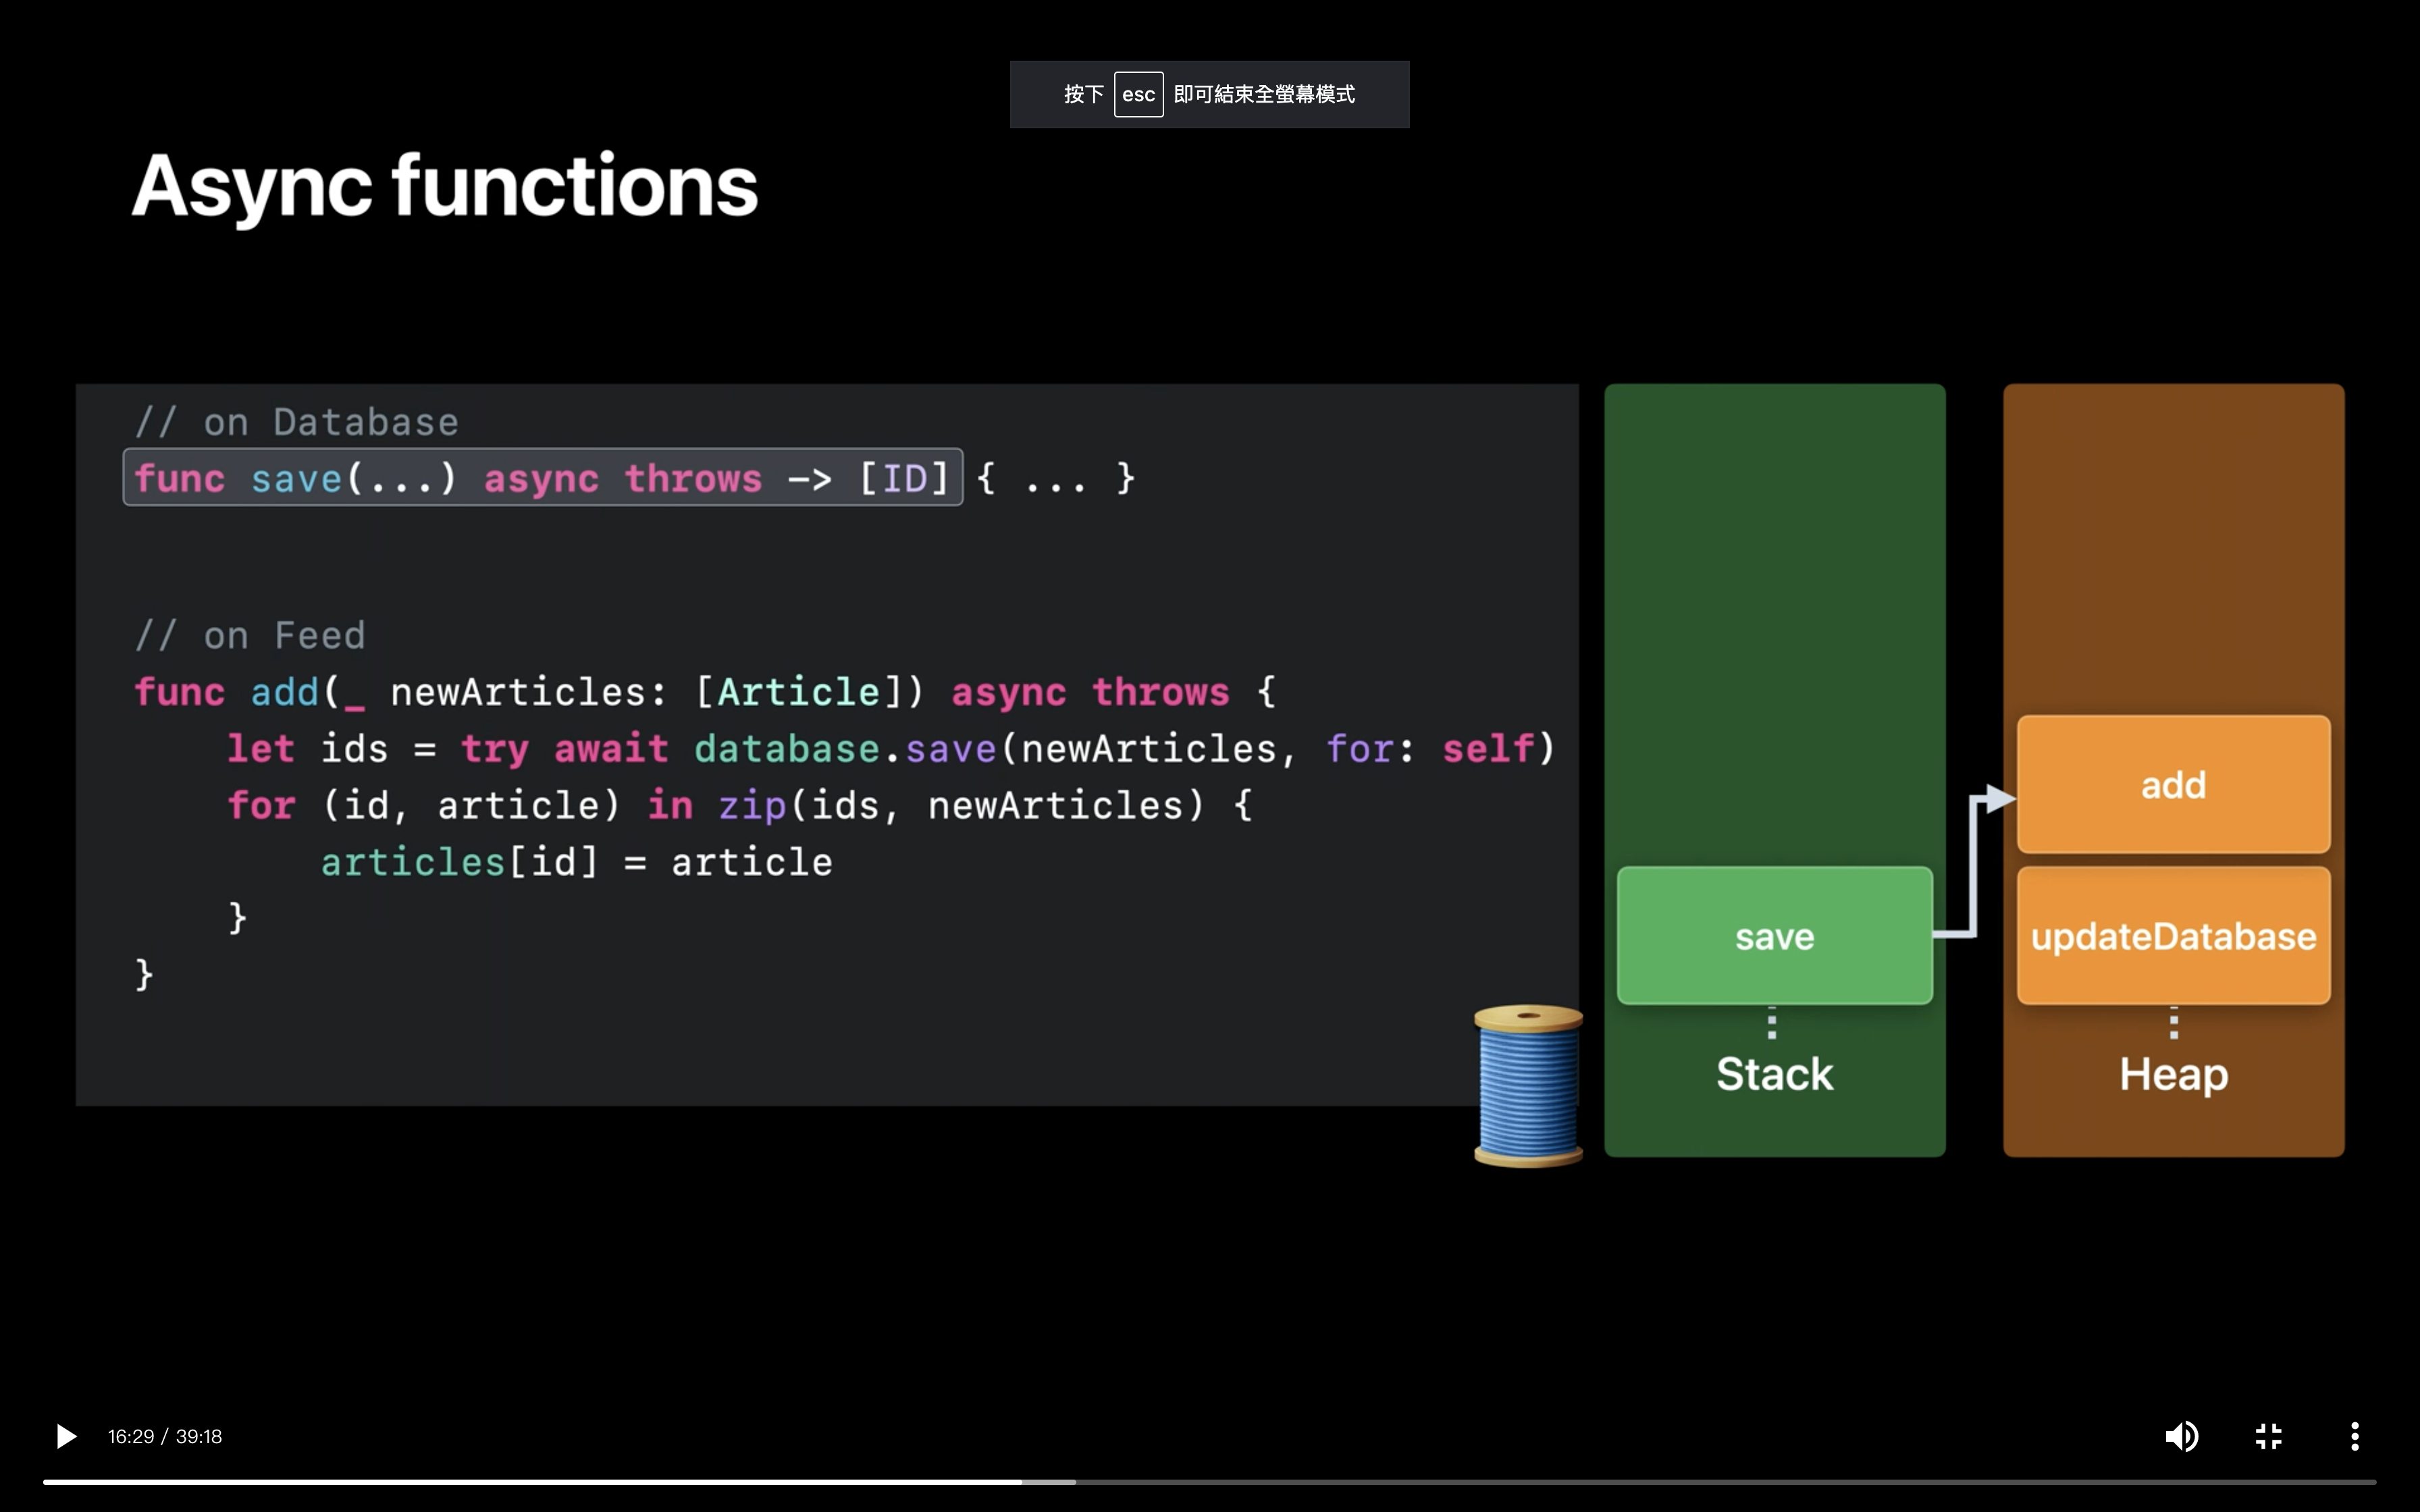 按下 esc 即可結束全螢幕模式
Async functions
// on Database
func save(...) async throws -> [ID] { ... }
// on Feed
func add(_ newArticles: [Article]) async throws {
    let ids = try await database.save(newArticles, for: self)
    for (id, article) in zip(ids, newArticles) {
        articles[id] = article
    }
}
save
Stack
add
updateDatabase
Heap
16:29 / 39:18